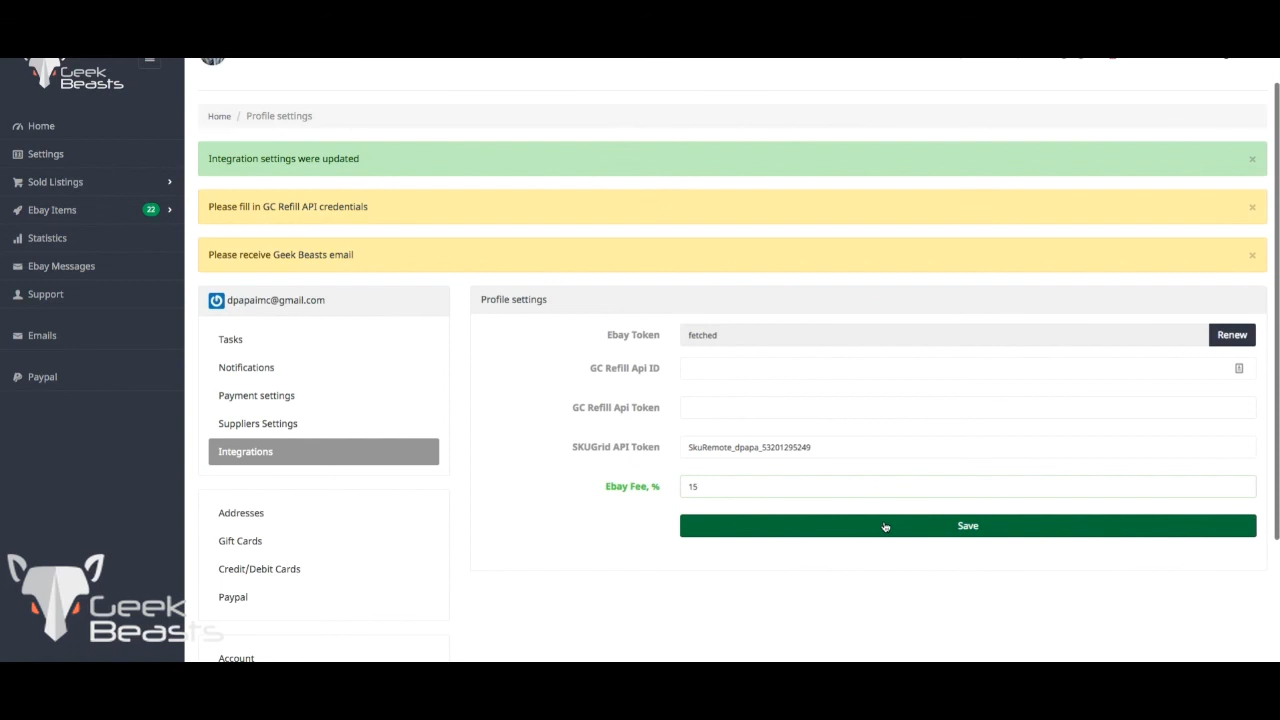 Geek
Beasts
Home
Settings
Sold Listings
Ebay Items
22
Statistics
Ebay Messages
Support
Emails
Paypal
Home / Profile settings
Integration settings were updated ×
Please fill in GC Refill API credentials ×
Please receive Geek Beasts email ×
dpapaimc@gmail.com
Tasks
Notifications
Payment settings
Suppliers Settings
Integrations
Addresses
Gift Cards
Credit/Debit Cards
Paypal
Account
Profile settings
Ebay Token fetched Renew
GC Refill Api ID
GC Refill Api Token
SKUGrid API Token SkuRemote_dpapa_53201295249
Ebay Fee, % 15
Save
Geek
Beasts